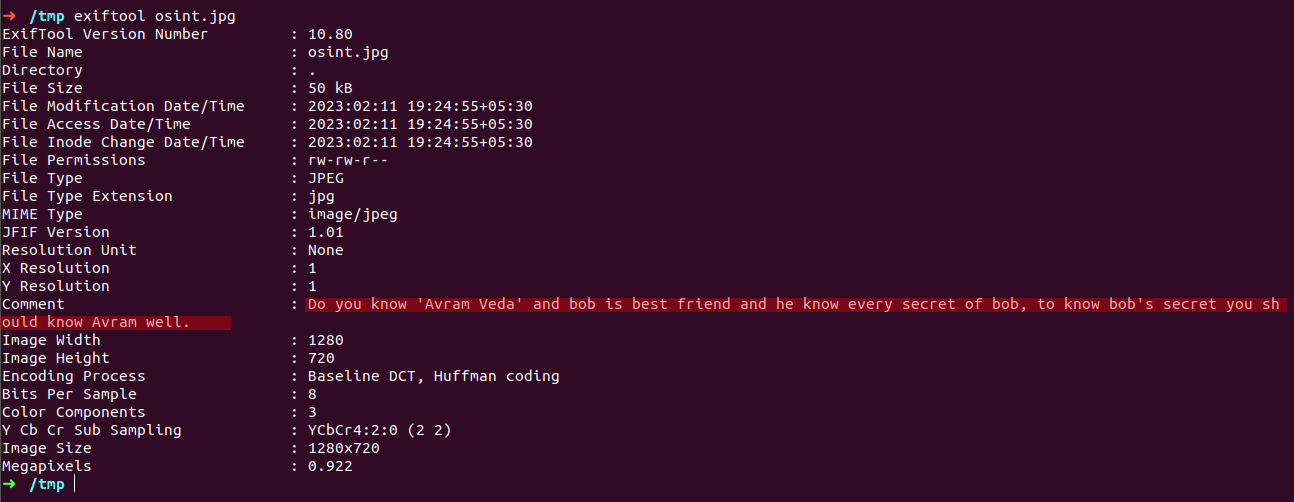 ➜ /tmp exiftool osint.jpg
ExifTool Version Number : 10.80
File Name : osint.jpg
Directory : .
File Size : 50 kB
File Modification Date/Time : 2023:02:11 19:24:55+05:30
File Access Date/Time : 2023:02:11 19:24:55+05:30
File Inode Change Date/Time : 2023:02:11 19:24:55+05:30
File Permissions : rw-rw-r--
File Type : JPEG
File Type Extension : jpg
MIME Type : image/jpeg
JFIF Version : 1.01
Resolution Unit : None
X Resolution : 1
Y Resolution : 1
Comment : Do you know 'Avram Veda' and bob is best friend and he know every secret of bob, to know bob's secret you sh
ould know Avram well.
Image Width : 1280
Image Height : 720
Encoding Process : Baseline DCT, Huffman coding
Bits Per Sample : 8
Color Components : 3
Y Cb Cr Sub Sampling : YCbCr4:2:0 (2 2)
Image Size : 1280x720
Megapixels : 0.922
➜ /tmp